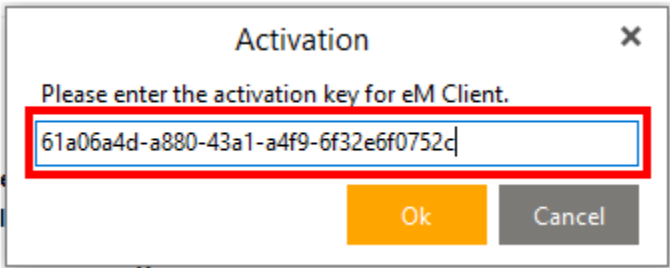 Activation
Please enter the activation key for eM Client.
61a06a4d-a880-43a1-a4f9-6f32e6f0752c
Ok
Cancel